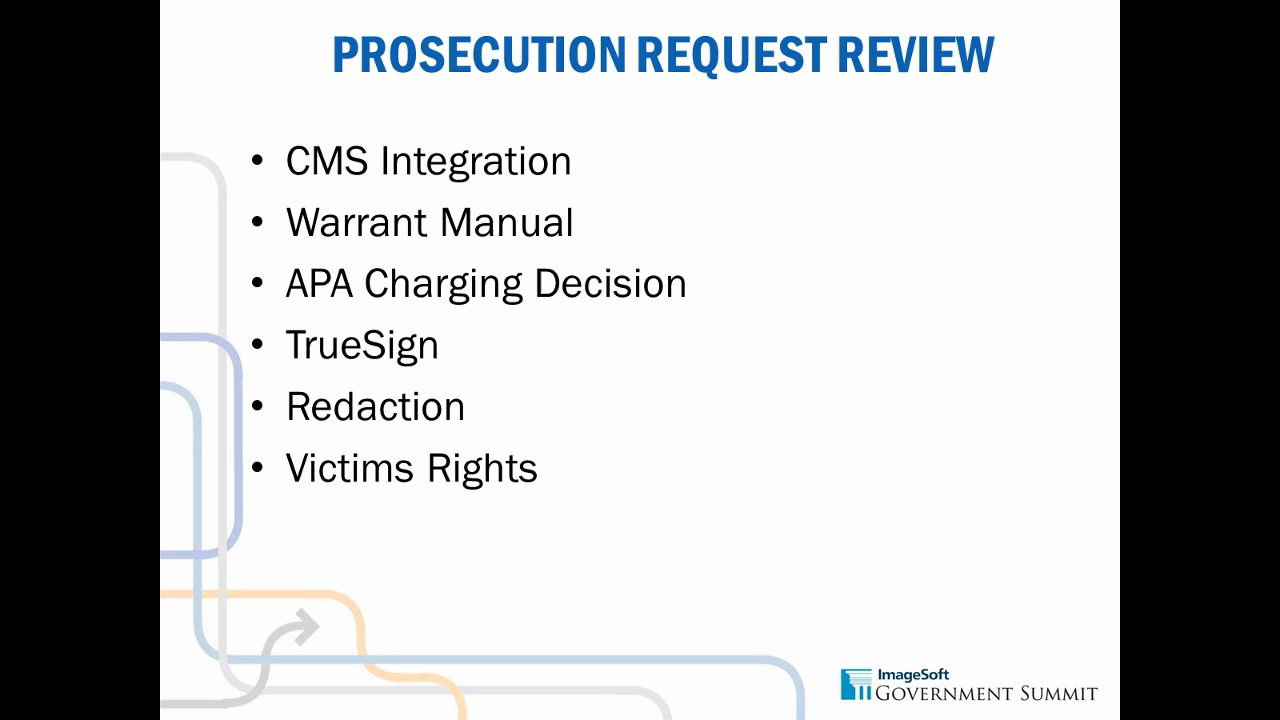 PROSECUTION REQUEST REVIEW
• CMS Integration
• Warrant Manual
• APA Charging Decision
• TrueSign
• Redaction
• Victims Rights
ImageSoft
GOVERNMENT SUMMIT